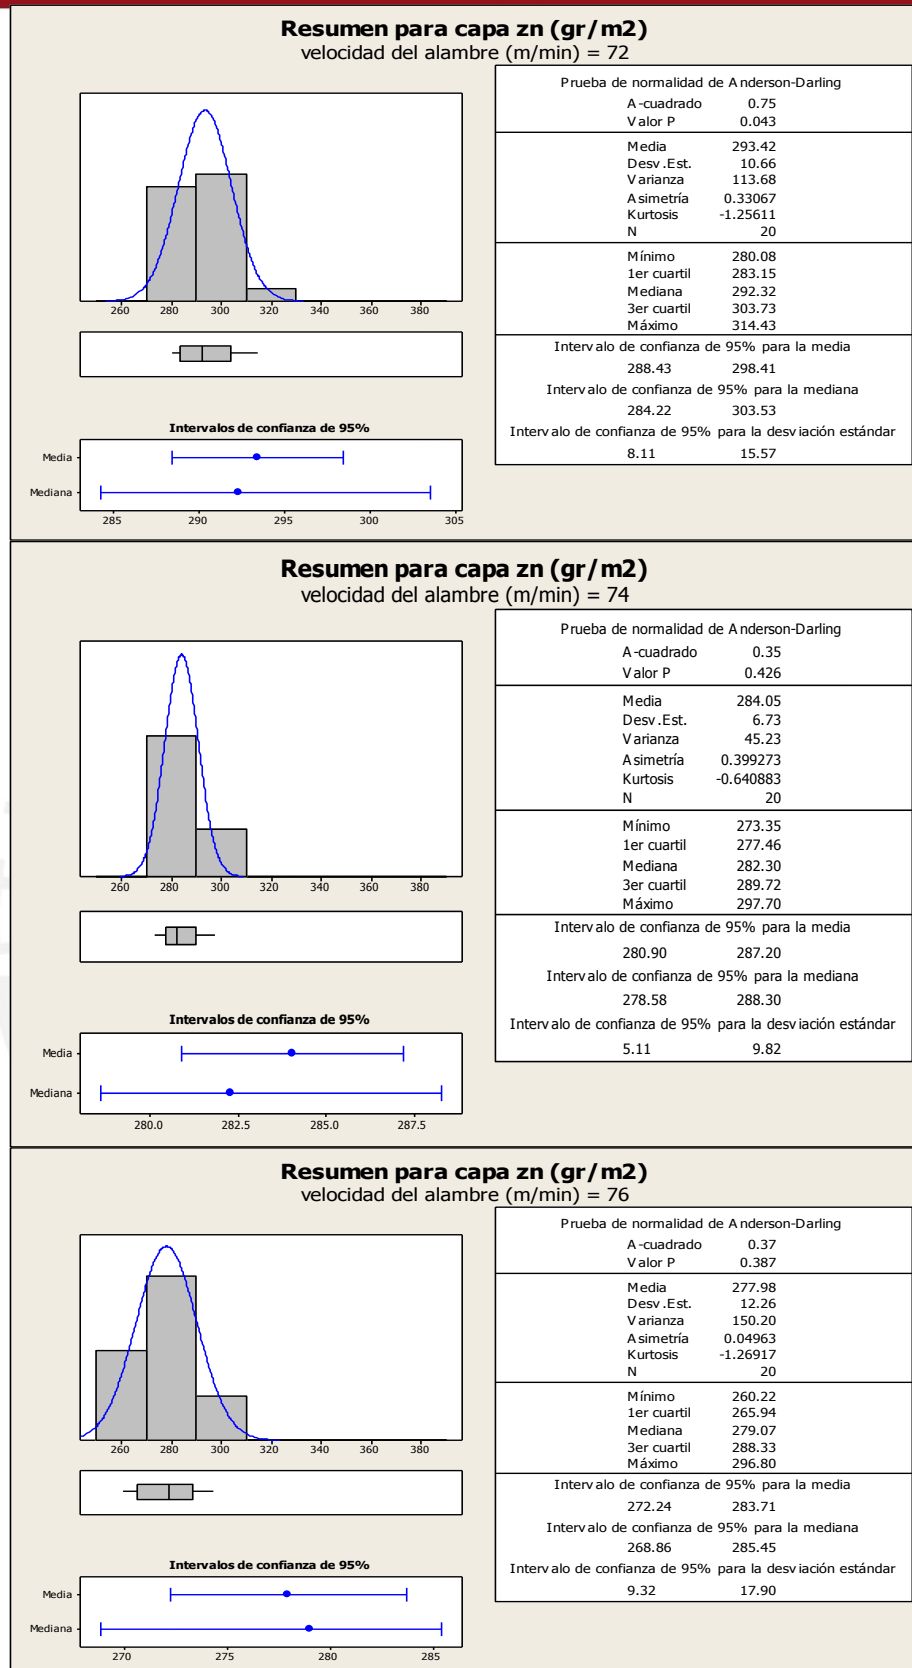 Resumen para capa zn (gr/m2)
velocidad del alambre (m/min) = 72
260 280 300 320 340 360 380
Intervalos de confianza de 95%
Media
Mediana
285 290 295 300 305
Prueba de normalidad de Anderson-Darling
A-cuadrado 0.75
Valor P 0.043
Media 293.42
Desv.Est. 10.66
Varianza 113.68
Asimetría 0.33067
Kurtosis -1.25611
N 20
Mínimo 280.08
1er cuartil 283.15
Mediana 292.32
3er cuartil 303.73
Máximo 314.43
Intervalo de confianza de 95% para la media
288.43 298.41
Intervalo de confianza de 95% para la mediana
284.22 303.53
Intervalo de confianza de 95% para la desviación estándar
8.11 15.57
Resumen para capa zn (gr/m2)
velocidad del alambre (m/min) = 74
260 280 300 320 340 360 380
Intervalos de confianza de 95%
Media
Mediana
280.0 282.5 285.0 287.5
Prueba de normalidad de Anderson-Darling
A-cuadrado 0.35
Valor P 0.426
Media 284.05
Desv.Est. 6.73
Varianza 45.23
Asimetría 0.399273
Kurtosis -0.640883
N 20
Mínimo 273.35
1er cuartil 277.46
Mediana 282.30
3er cuartil 289.72
Máximo 297.70
Intervalo de confianza de 95% para la media
280.90 287.20
Intervalo de confianza de 95% para la mediana
278.58 288.30
Intervalo de confianza de 95% para la desviación estándar
5.11 9.82
Resumen para capa zn (gr/m2)
velocidad del alambre (m/min) = 76
260 280 300 320 340 360 380
Intervalos de confianza de 95%
Media
Mediana
270 275 280 285
Prueba de normalidad de Anderson-Darling
A-cuadrado 0.37
Valor P 0.387
Media 277.98
Desv.Est. 12.26
Varianza 150.20
Asimetría 0.04963
Kurtosis -1.26917
N 20
Mínimo 260.22
1er cuartil 265.94
Mediana 279.07
3er cuartil 288.33
Máximo 296.80
Intervalo de confianza de 95% para la media
272.24 283.71
Intervalo de confianza de 95% para la mediana
268.86 285.45
Intervalo de confianza de 95% para la desviación estándar
9.32 17.90